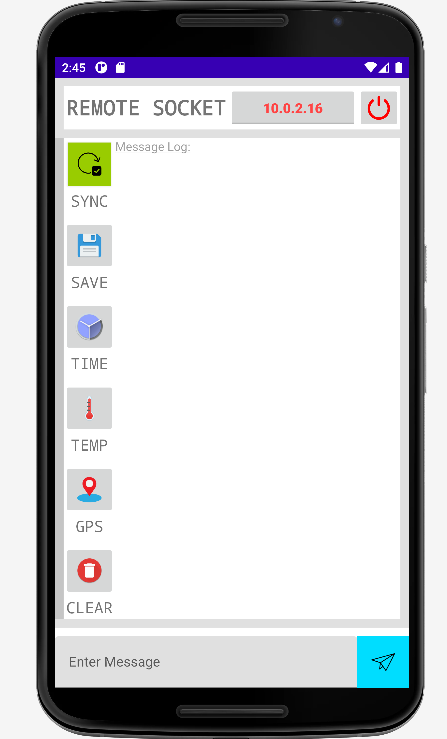 2:45
REMOTE SOCKET 10.0.2.16
Message Log:
SYNC
SAVE
TIME
TEMP
GPS
CLEAR
Enter Message